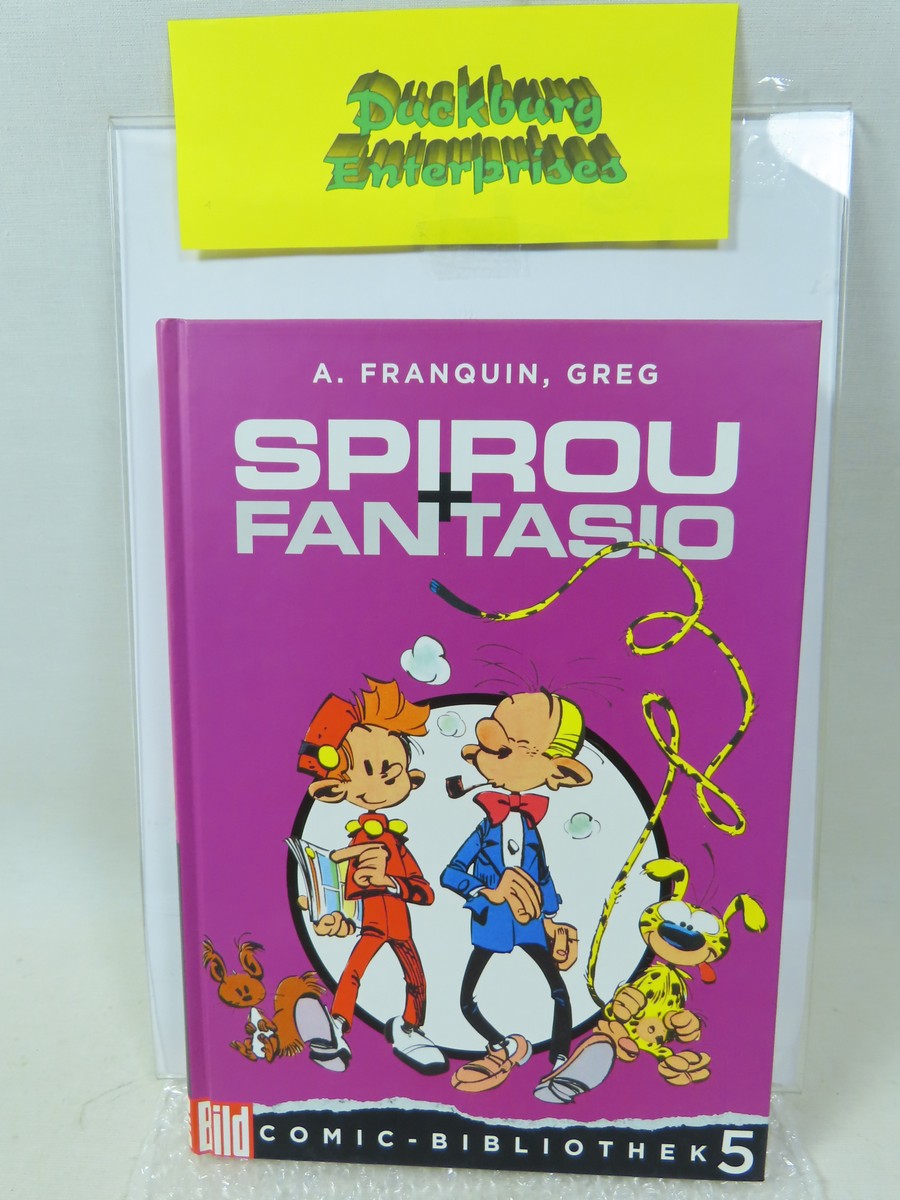 Duckburg
Enterprises
A. FRANQUIN, GREG
SPIROU
+
FANTASIO
Bild COMIC-BIBLIOTHEK 5